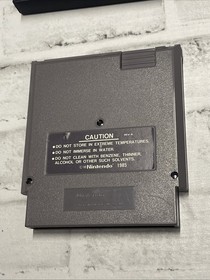 CAUTION
• DO NOT STORE IN EXTREME TEMPERATURES.
• DO NOT IMMERSE IN WATER.
• DO NOT CLEAN WITH BENZENE, THINNER,
ALCOHOL OR OTHER SUCH SOLVENTS.
©Nintendo 1985